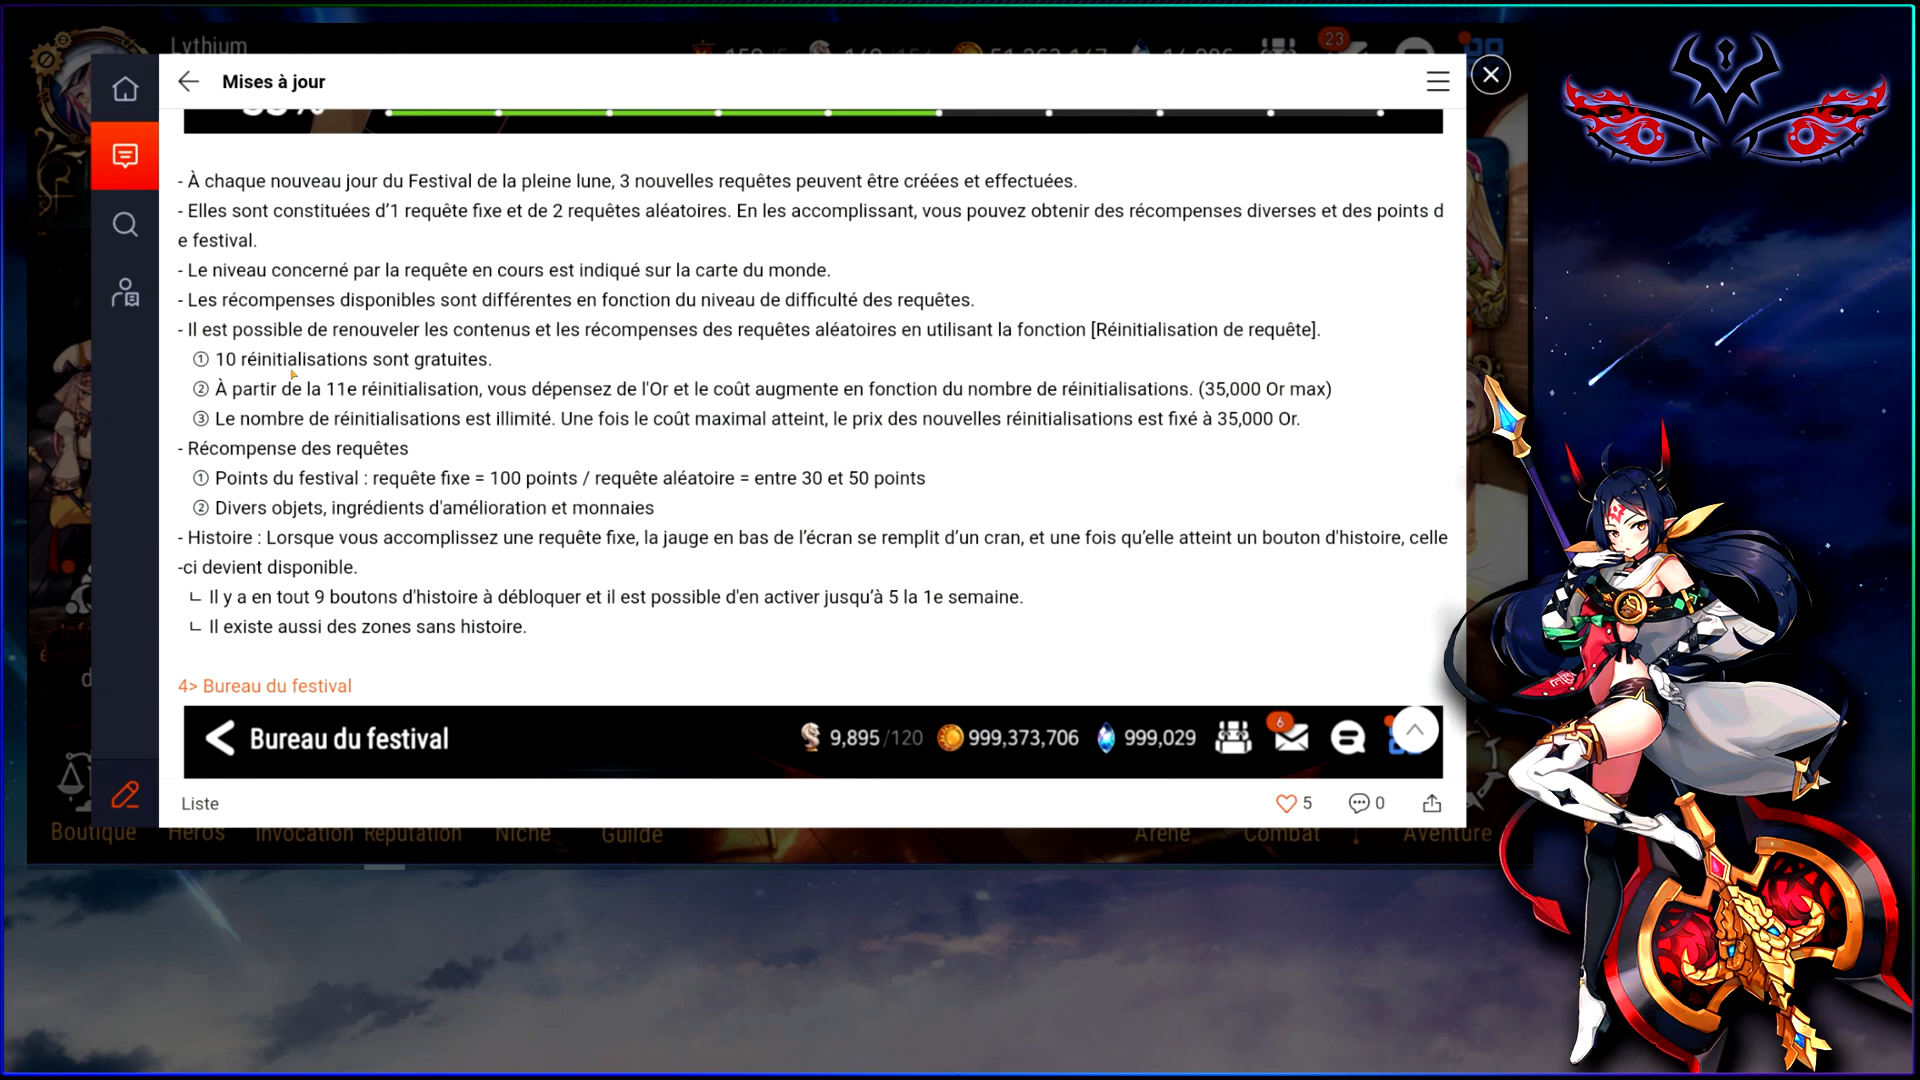 Lythium
23
Mises à jour
- À chaque nouveau jour du Festival de la pleine lune, 3 nouvelles requêtes peuvent être créées et effectuées.
- Elles sont constituées d’1 requête fixe et de 2 requêtes aléatoires. En les accomplissant, vous pouvez obtenir des récompenses diverses et des points d
e festival.
- Le niveau concerné par la requête en cours est indiqué sur la carte du monde.
- Les récompenses disponibles sont différentes en fonction du niveau de difficulté des requêtes.
- Il est possible de renouveler les contenus et les récompenses des requêtes aléatoires en utilisant la fonction [Réinitialisation de requête].
① 10 réinitialisations sont gratuites.
② À partir de la 11e réinitialisation, vous dépensez de l'Or et le coût augmente en fonction du nombre de réinitialisations. (35,000 Or max)
③ Le nombre de réinitialisations est illimité. Une fois le coût maximal atteint, le prix des nouvelles réinitialisations est fixé à 35,000 Or.
- Récompense des requêtes
① Points du festival : requête fixe = 100 points / requête aléatoire = entre 30 et 50 points
② Divers objets, ingrédients d'amélioration et monnaies
- Histoire : Lorsque vous accomplissez une requête fixe, la jauge en bas de l’écran se remplit d’un cran, et une fois qu’elle atteint un bouton d'histoire, celle
-ci devient disponible.
ㄴ Il y a en tout 9 boutons d'histoire à débloquer et il est possible d'en activer jusqu’à 5 la 1e semaine.
ㄴ Il existe aussi des zones sans histoire.
4> Bureau du festival
Bureau du festival 9,895/120 999,373,706 999,029 6
Liste 5 0
Boutique Héros Invocation Réputation Niche Guilde Arène Combat Aventure